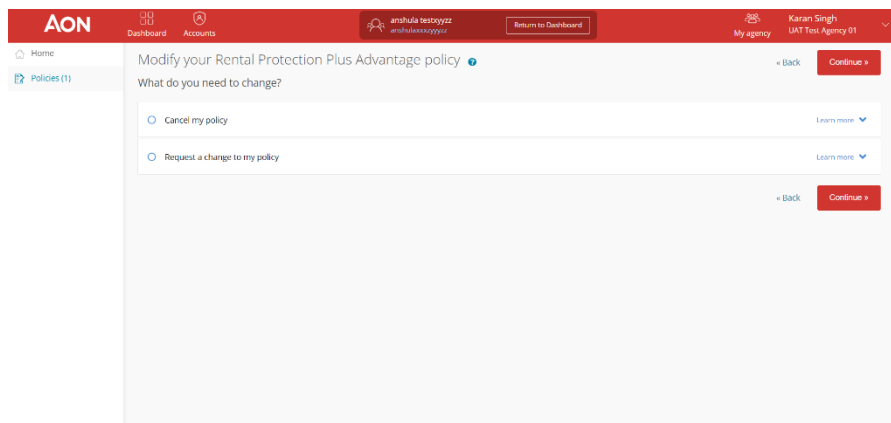 AON
Dashboard
Accounts
anshula testxyyzz
anshulaxxxzyyyzz
Return to Dashboard
My agency
Karan Singh
UAT Test Agency 01
Home
Policies (1)
Modify your Rental Protection Plus Advantage policy ?
« Back
Continue »
What do you need to change?
Cancel my policy
Learn more
Request a change to my policy
Learn more
« Back
Continue »